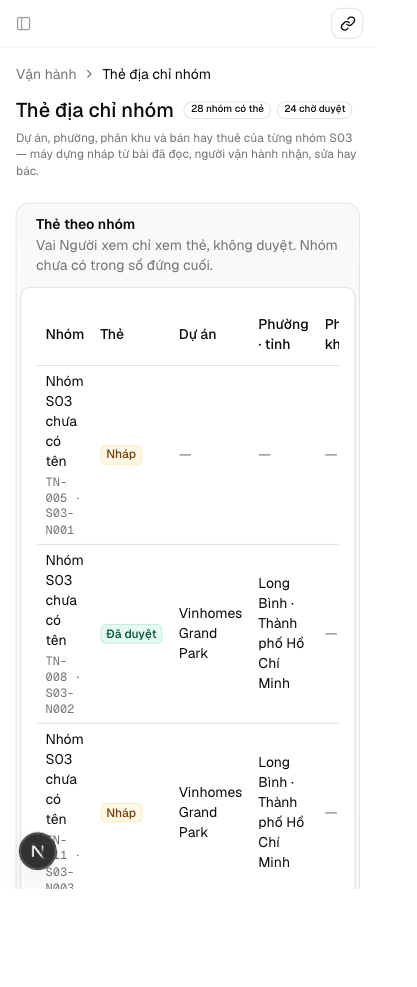 Vận hành > Thẻ địa chỉ nhóm
Thẻ địa chỉ nhóm 28 nhóm có thẻ 24 chờ duyệt
Dự án, phường, phân khu và bán hay thuê của từng nhóm S03
— máy dựng nháp từ bài đã đọc, người vận hành nhận, sửa hay
bác.
Thẻ theo nhóm
Vai Người xem chỉ xem thẻ, không duyệt. Nhóm
chưa có trong sổ đứng cuối.
Nhóm Thẻ Dự án
Phường
· tỉnh
Nhóm
S03
chưa
có
tên
TN-
005 ·
S03-
N001
Nháp
—
—
—
Nhóm
S03
chưa
có
tên
TN-
008 ·
S03-
N002
Đã duyệt
Vinhomes
Grand
Park
Long
Bình ·
Thành
phố Hồ
Chí
Minh
—
Nhóm
S03
chưa
có
tên
S03-
N003
Nháp
Vinhomes
Grand
Park
Long
Bình ·
Thành
phố Hồ
Chí
Minh
—
N